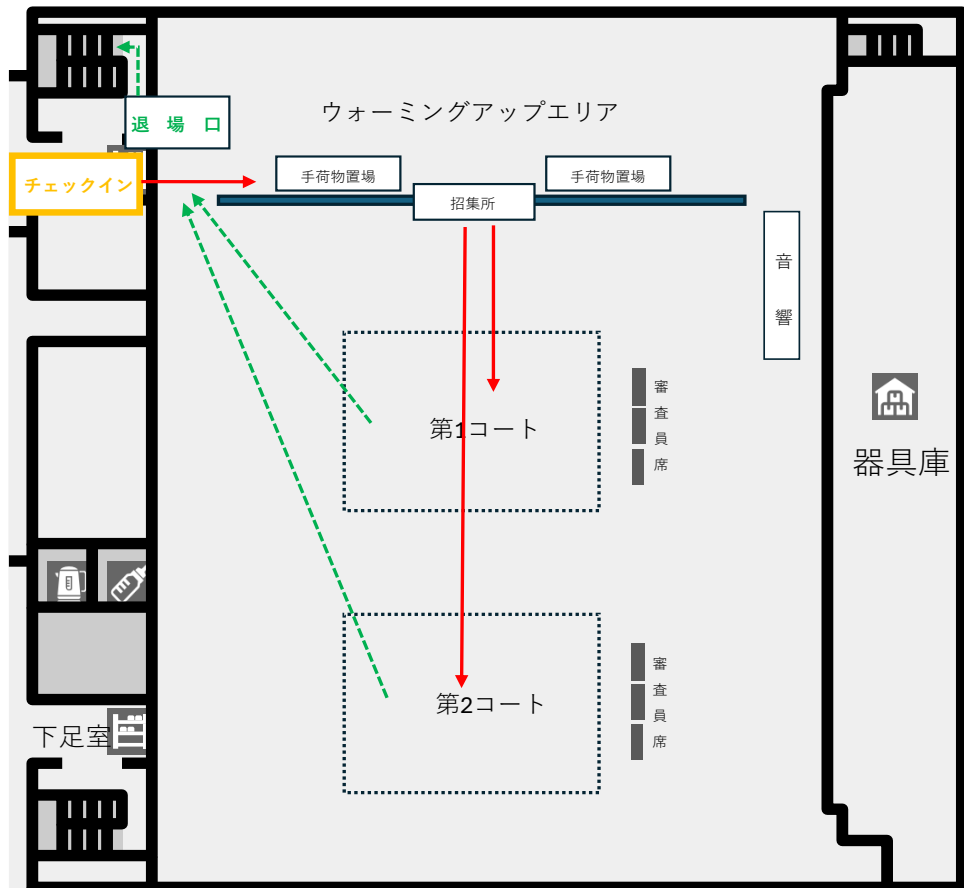 ウォーミングアップエリア
退 場 口
チェックイン
手荷物置場
手荷物置場
招集所
音
響
第1コート
審
査
員
席
器具庫
第2コート
審
査
員
席
下足室